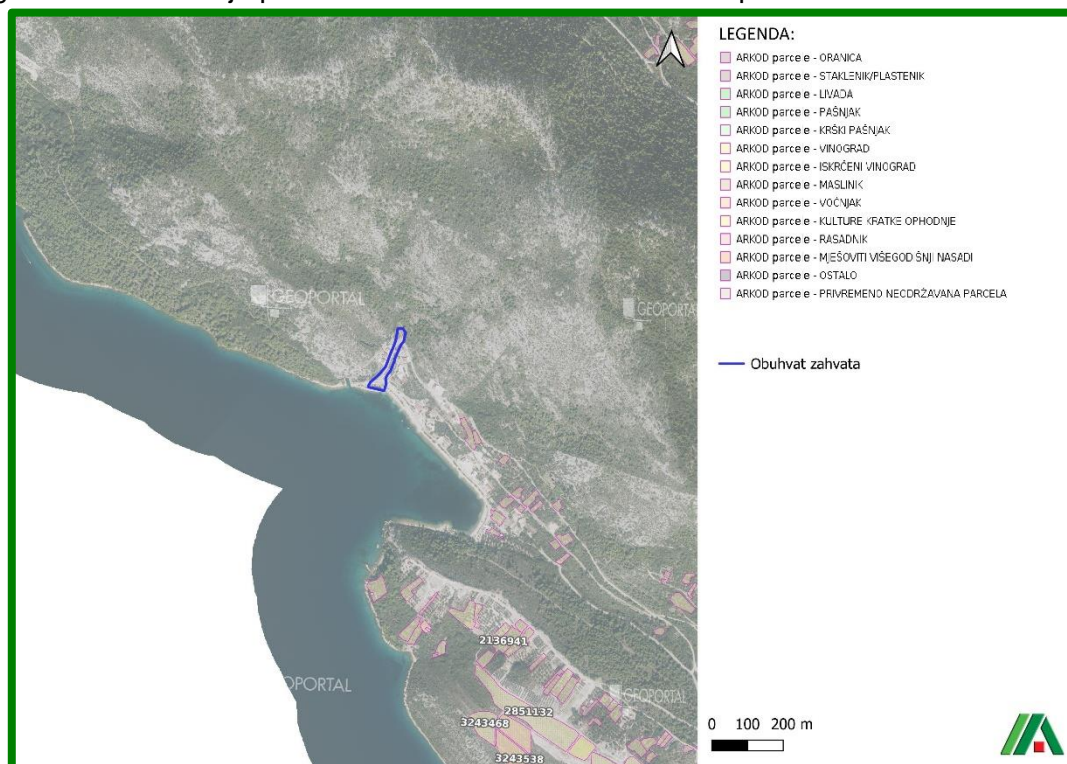 LEGENDA:
ARKOD parcele - ORANICA
ARKOD parcele - STAKLENIK/PLASTENIK
ARKOD parcele - LIVADA
ARKOD parcele - PAŠNJAK
ARKOD parcele - KRŠKI PAŠNJAK
ARKOD parcele - VINOGRAD
ARKOD parcele - ISKRČENI VINOGRAD
ARKOD parcele - MASLINIK
ARKOD parcele - VOĆNJAK
ARKOD parcele - KULTURE KRATKE OPHODNJE
ARKOD parcele - RASADNIK
ARKOD parcele - MJEŠOVITI VIŠEGODIŠNJI NASADI
ARKOD parcele - OSTALO
ARKOD parcele - PRIVREMENO NEODRŽAVANA PARCELA
Obuhvat zahvata
GEOPORTAL
GEOPORTA
2136941
OPORTAL
GEOPORTAL
2851132
3243468
3243538
0 100 200 m